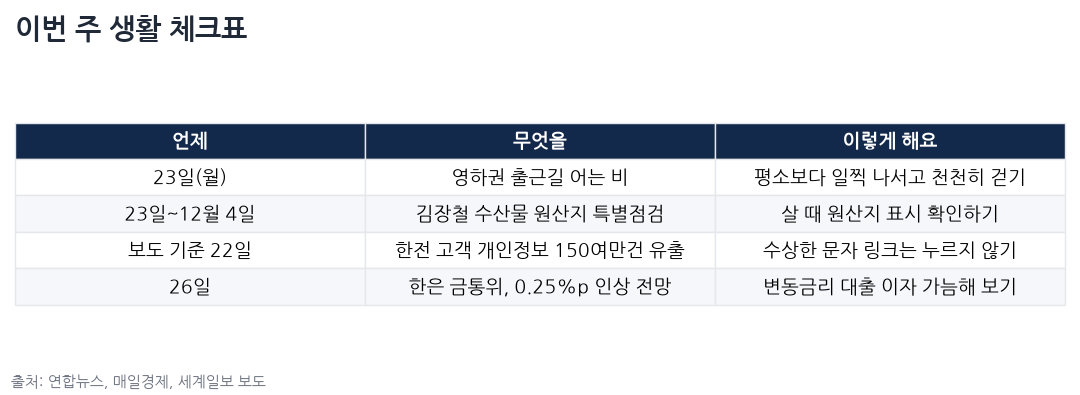 이번 주 생활 체크표
언제 무엇을 이렇게 해요
23일(월) 영하권 출근길 어는 비 평소보다 일찍 나서고 천천히 걷기
23일~12월 4일 김장철 수산물 원산지 특별점검 살 때 원산지 표시 확인하기
보도 기준 22일 한전 고객 개인정보 150여만건 유출 수상한 문자 링크는 누르지 않기
26일 한은 금통위, 0.25%p 인상 전망 변동금리 대출 이자 가늠해 보기
출처: 연합뉴스, 매일경제, 세계일보 보도